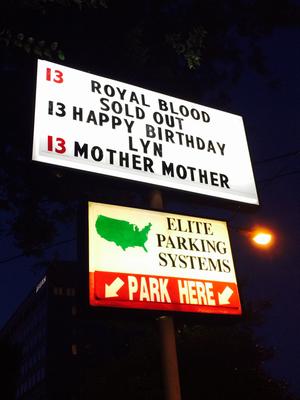 13 ROYAL BLOOD
SOLD OUT
13 HAPPY BIRTHDAY
LYN
13 MOTHER MOTHER
ELITE
PARKING
SYSTEMS
PARK HERE